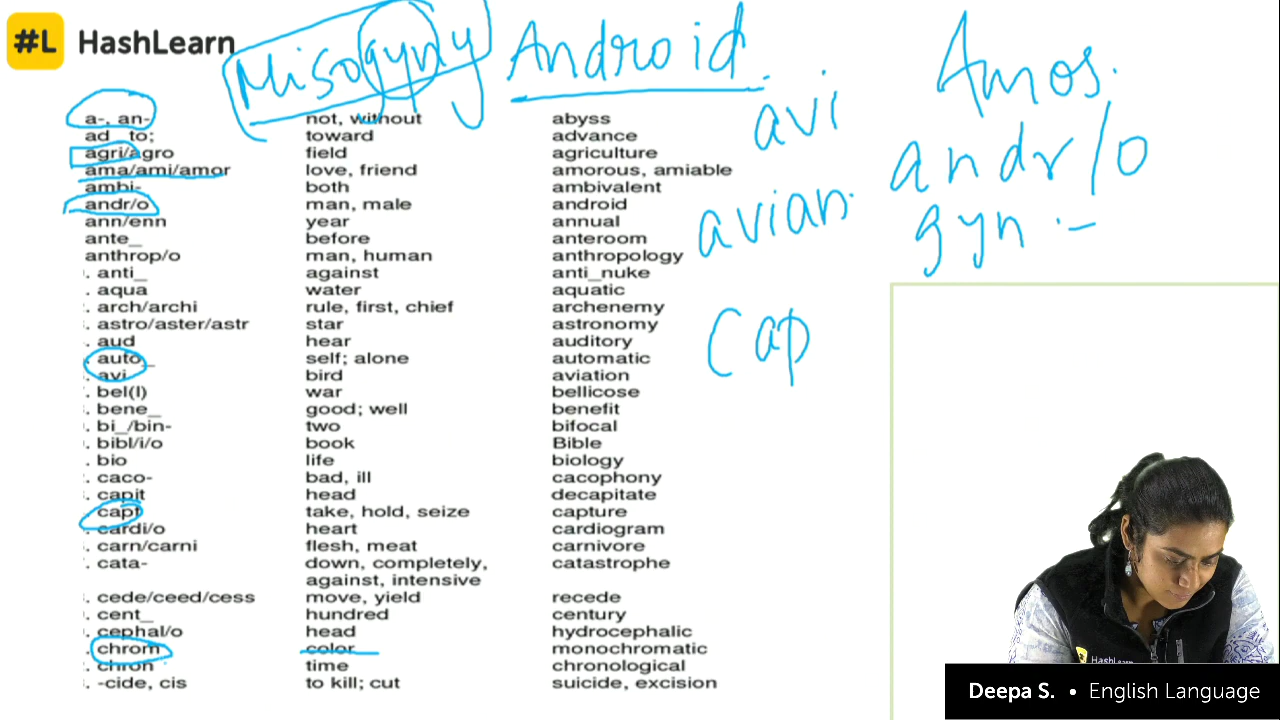 #L HashLearn
Misogyny Android
Amos.
avi
andr/o
avian.
gyn :-
Cap
a-, an- not, without abyss
ad_ to; toward advance
agri/agro field agriculture
ama/ami/amor love, friend amorous, amiable
ambi- both ambivalent
andr/o man, male android
ann/enn year annual
ante_ before anteroom
anthrop/o man, human anthropology
. anti_ against anti_nuke
. aqua water aquatic
. arch/archi rule, first, chief archenemy
. astro/aster/astr star astronomy
. aud hear auditory
. auto_ self; alone automatic
. avi bird aviation
. bel(l) war bellicose
. bene_ good; well benefit
. bi_/bin- two bifocal
. bibl/i/o book Bible
. bio life biology
. caco- bad, ill cacophony
. capit head decapitate
. capt take, hold, seize capture
. cardi/o heart cardiogram
. carn/carni flesh, meat carnivore
. cata- down, completely, catastrophe
against, intensive
. cede/ceed/cess move, yield recede
. cent_ hundred century
. cephal/o head hydrocephalic
. chrom color monochromatic
. chron time chronological
. -cide, cis to kill; cut suicide, excision
HashLearn
Deepa S. • English Language